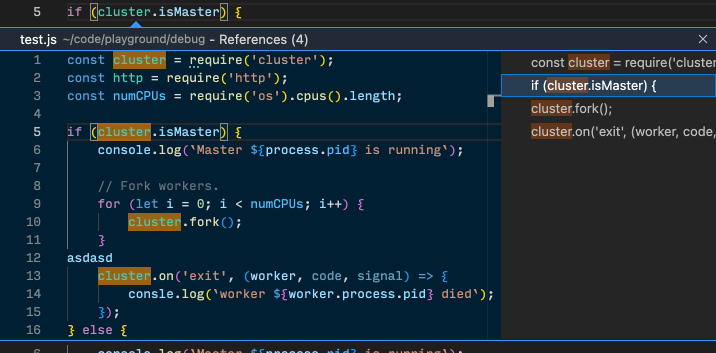 5 if (cluster.isMaster) {
test.js ~/code/playground/debug - References (4)
1 const cluster = require('cluster');
2 const http = require('http');
3 const numCPUs = require('os').cpus().length;
4
5 if (cluster.isMaster) {
6 console.log(`Master ${process.pid} is running`);
7
8 // Fork workers.
9 for (let i = 0; i < numCPUs; i++) {
10 cluster.fork();
11 }
12 asdasd
13 cluster.on('exit', (worker, code, signal) => {
14 consle.log(`worker ${worker.process.pid} died`);
15 });
16 } else {
const cluster = require('cluster
if (cluster.isMaster) {
cluster.fork();
cluster.on('exit', (worker, code,
6 console.log(`Master ${process.pid} is running`);